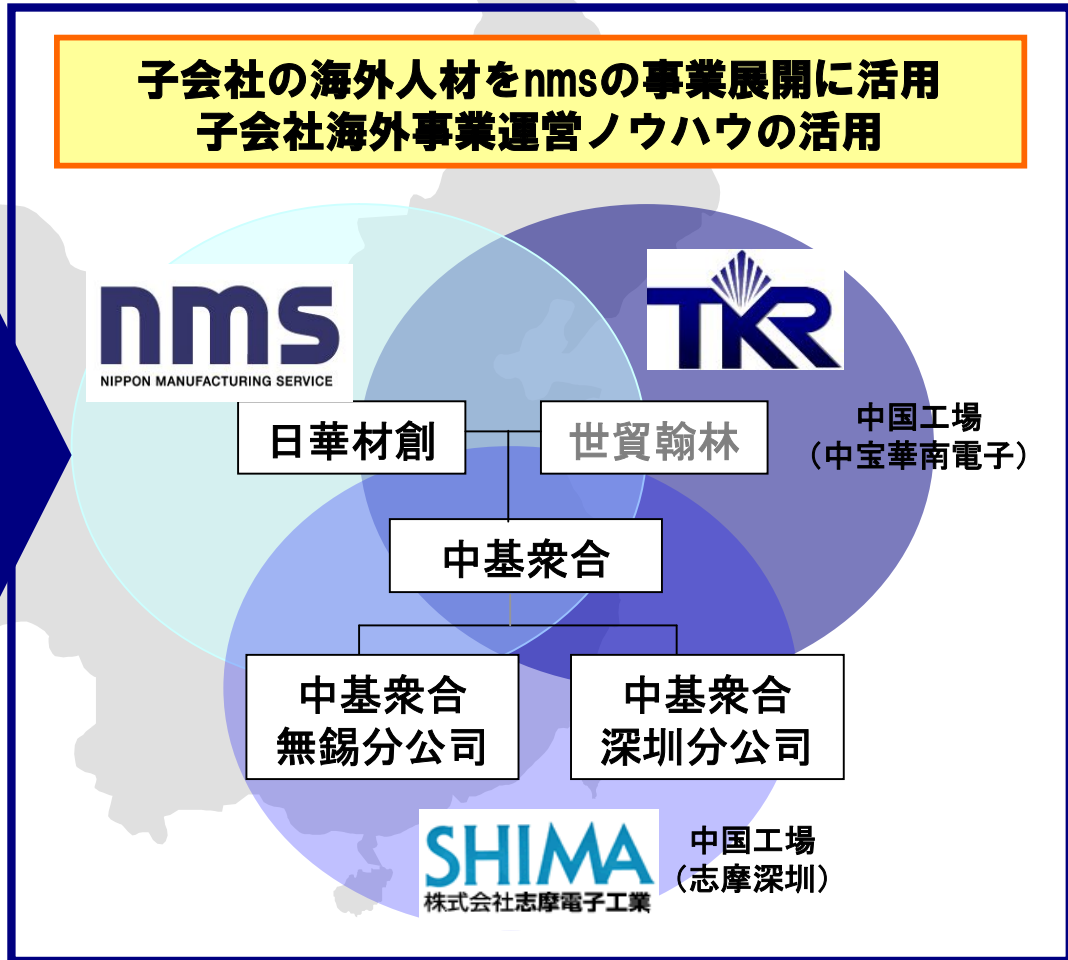 子会社の海外人材をnmsの事業展開に活用
子会社海外事業運営ノウハウの活用
nms
NIPPON MANUFACTURING SERVICE
TKR
日華材創
世貿翰林
中国工場
（中宝華南電子）
中基衆合
中基衆合
無錫分公司
中基衆合
深圳分公司
SHIMA
株式会社志摩電子工業
中国工場
（志摩深圳）